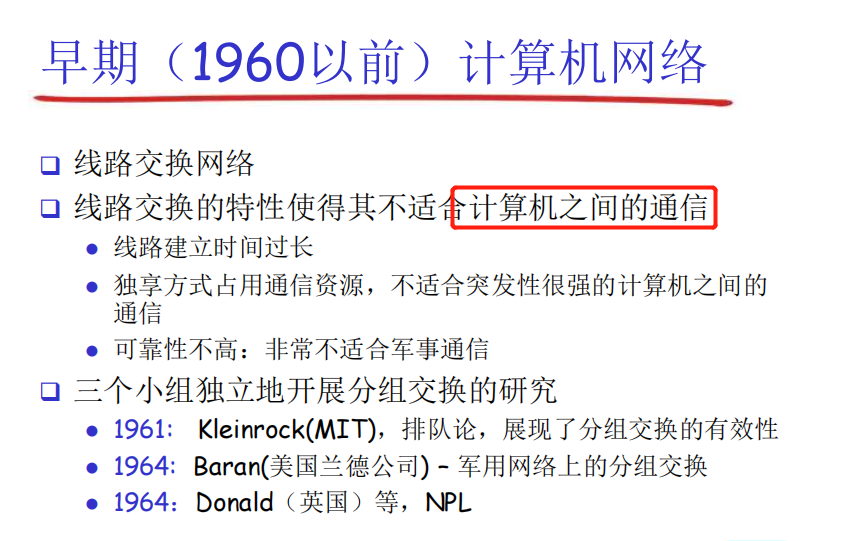 早期（1960以前）计算机网络
线路交换网络
线路交换的特性使得其不适合计算机之间的通信
线路建立时间过长
独享方式占用通信资源，不适合突发性很强的计算机之间的
通信
可靠性不高：非常不适合军事通信
三个小组独立地开展分组交换的研究
1961: Kleinrock(MIT)，排队论，展现了分组交换的有效性
1964: Baran(美国兰德公司) – 军用网络上的分组交换
1964：Donald（英国）等，NPL